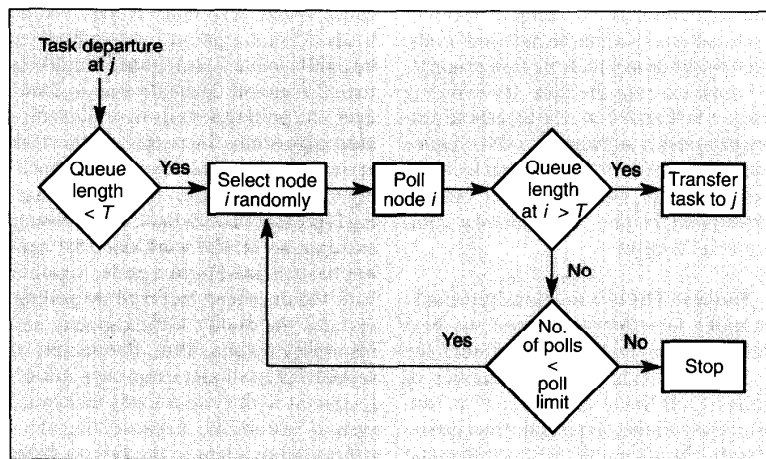 Task departure
at j
Queue
length
< T
Yes
Select node
i randomly
Poll
node i
Queue
length
at i > T
Yes
Transfer
task to j
No
No.
of polls
<
poll
limit
Yes
No
Stop